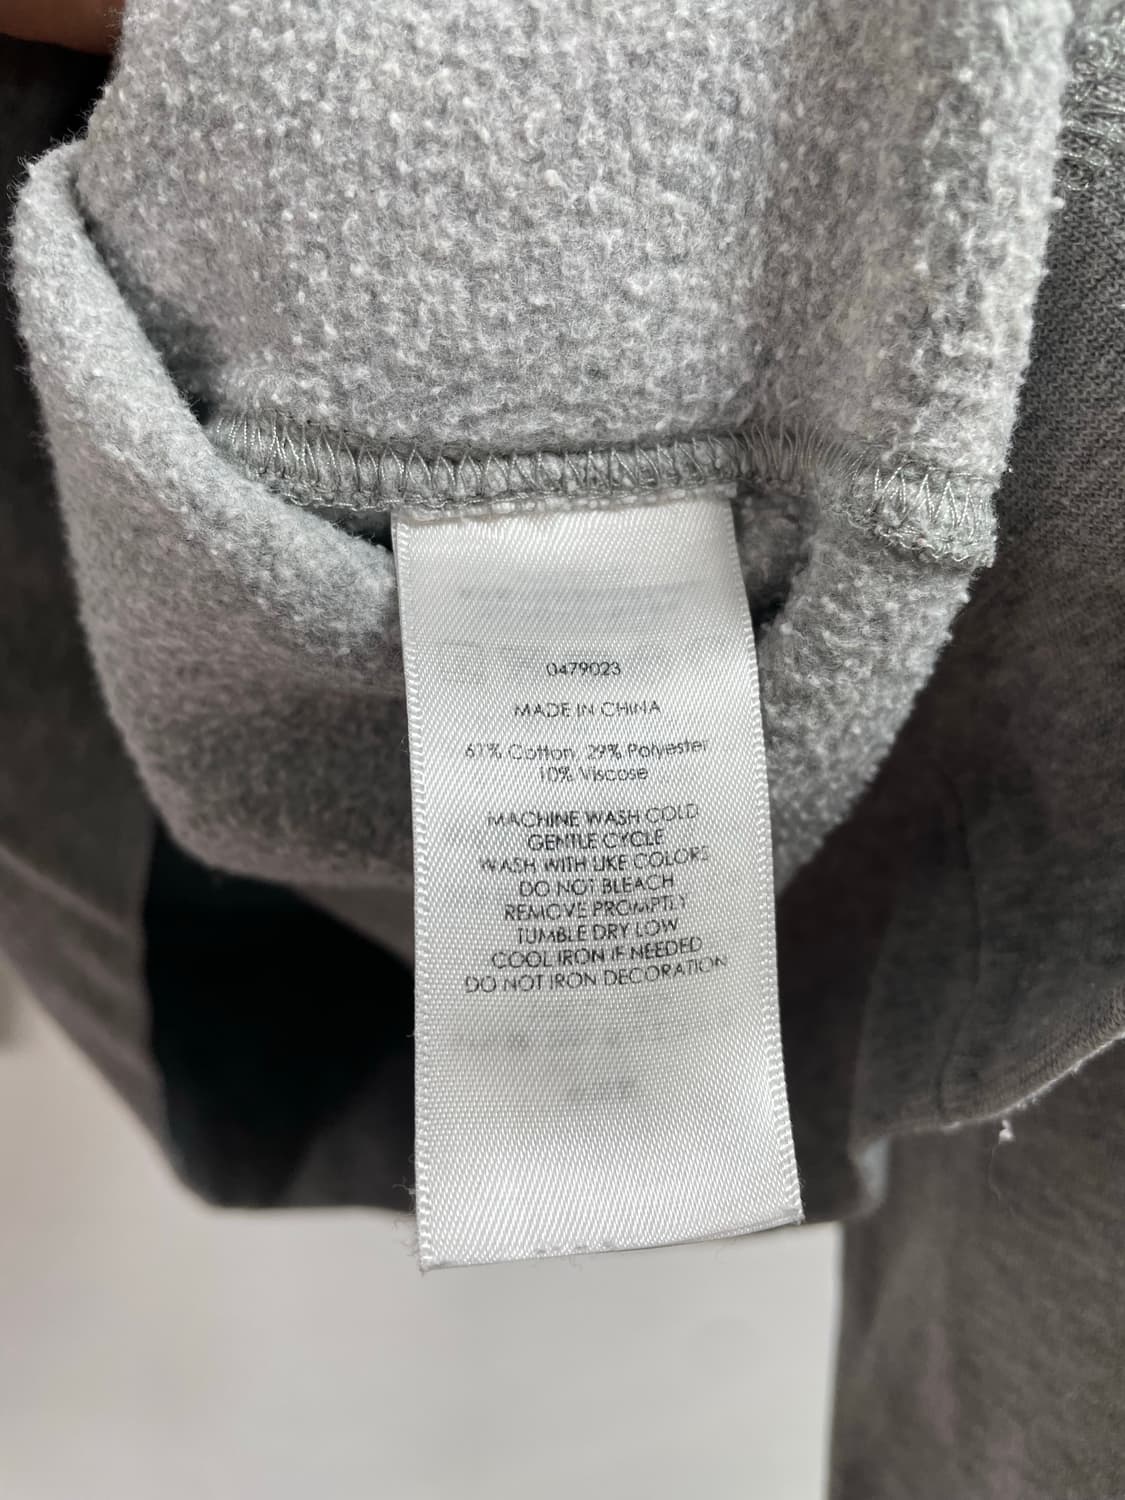 0479023
MADE IN CHINA
61% Cotton, 29% Polyester
10% Viscose
MACHINE WASH COLD
GENTLE CYCLE
WASH WITH LIKE COLORS
DO NOT BLEACH
REMOVE PROMPTLY
TUMBLE DRY LOW
COOL IRON IF NEEDED
DO NOT IRON DECORATION